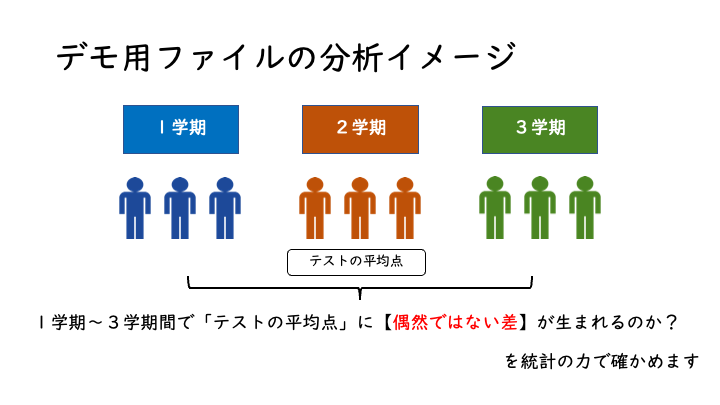 デモ用ファイルの分析イメージ
１学期
２学期
３学期
テストの平均点
１学期～３学期間で「テストの平均点」に【偶然ではない差】が生まれるのか？
を統計の力で確かめます